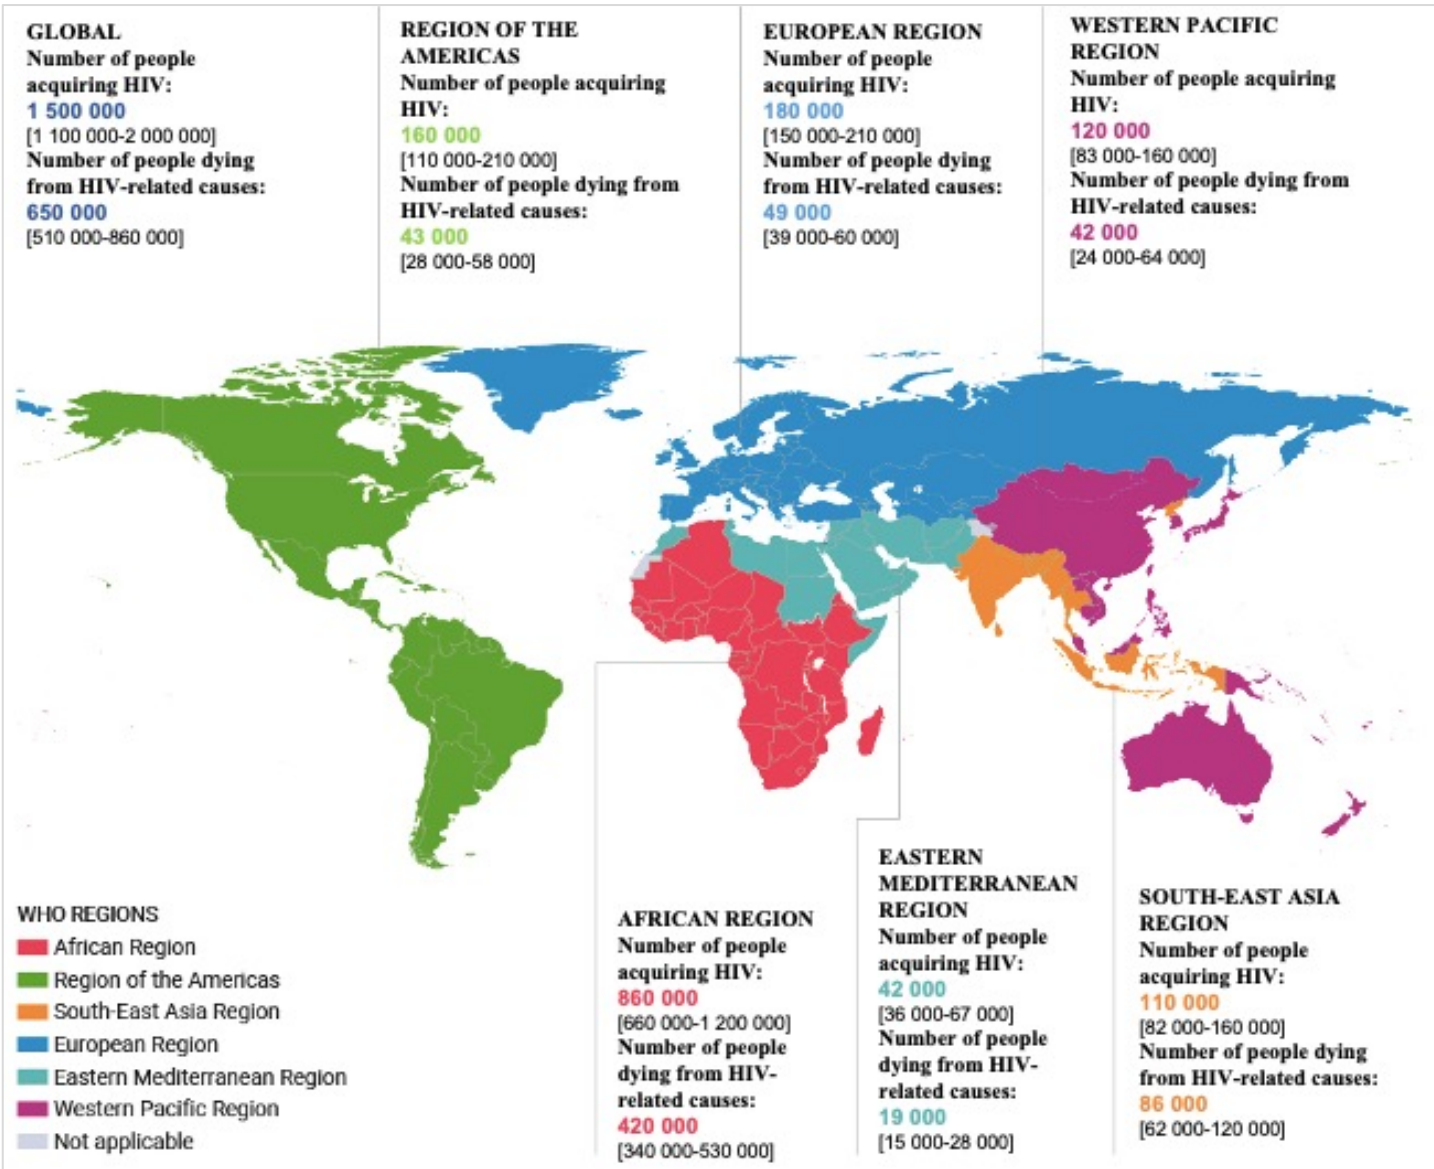 GLOBAL
Number of people
acquiring HIV:
1 500 000
[1 100 000-2 000 000]
Number of people dying
from HIV-related causes:
650 000
[510 000-860 000]
REGION OF THE
AMERICAS
Number of people acquiring
HIV:
160 000
[110 000-210 000]
Number of people dying from
HIV-related causes:
43 000
[28 000-58 000]
EUROPEAN REGION
Number of people
acquiring HIV:
180 000
[150 000-210 000]
Number of people dying
from HIV-related causes:
49 000
[39 000-60 000]
WESTERN PACIFIC
REGION
Number of people acquiring
HIV:
120 000
[83 000-160 000]
Number of people dying from
HIV-related causes:
42 000
[24 000-64 000]
WHO REGIONS
African Region
Region of the Americas
South-East Asia Region
European Region
Eastern Mediterranean Region
Western Pacific Region
Not applicable
AFRICAN REGION
Number of people
acquiring HIV:
860 000
[660 000-1 200 000]
Number of people
dying from HIV-
related causes:
420 000
[340 000-530 000]
EASTERN
MEDITERRANEAN
REGION
Number of people
acquiring HIV:
42 000
[36 000-67 000]
Number of people
dying from HIV-
related causes:
19 000
[15 000-28 000]
SOUTH-EAST ASIA
REGION
Number of people
acquiring HIV:
110 000
[82 000-160 000]
Number of people dying
from HIV-related causes:
86 000
[62 000-120 000]